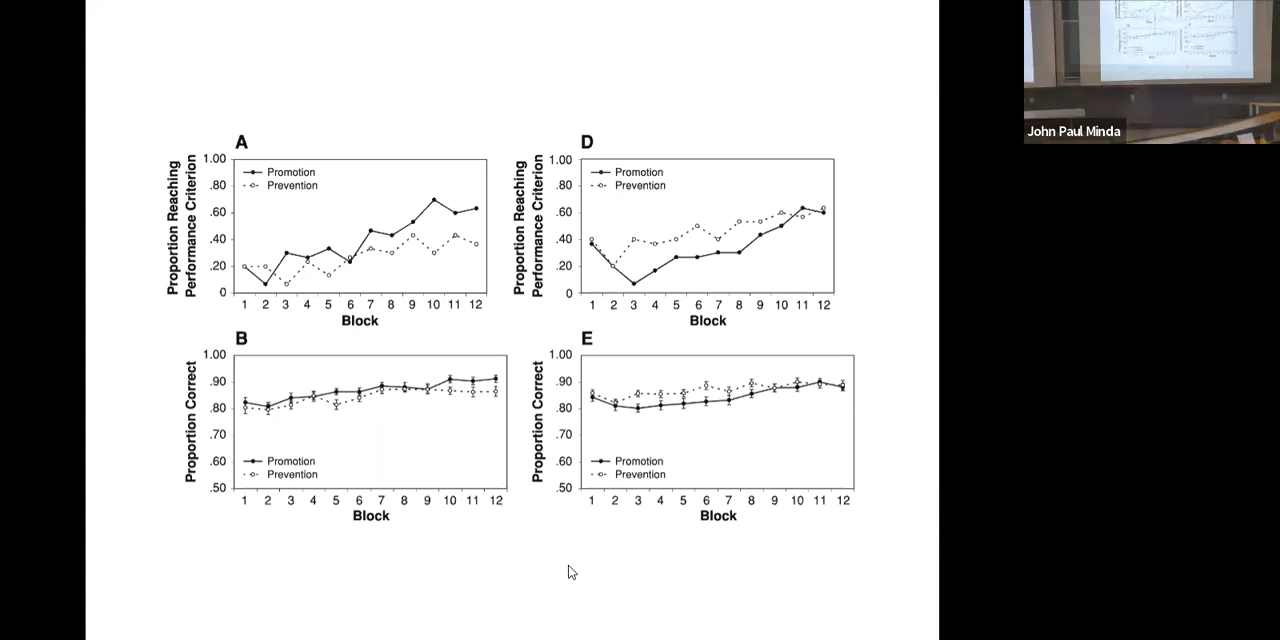 A
Proportion Reaching
Performance Criterion
1.00
.80
.60
.40
.20
0
Promotion
Prevention
1 2 3 4 5 6 7 8 9 10 11 12
Block
D
Proportion Reaching
Performance Criterion
1.00
.80
.60
.40
.20
0
Promotion
Prevention
1 2 3 4 5 6 7 8 9 10 11 12
Block
B
Proportion Correct
1.00
.90
.80
.70
.60
.50
Promotion
Prevention
1 2 3 4 5 6 7 8 9 10 11 12
Block
E
Proportion Correct
1.00
.90
.80
.70
.60
.50
Promotion
Prevention
1 2 3 4 5 6 7 8 9 10 11 12
Block
John Paul Minda